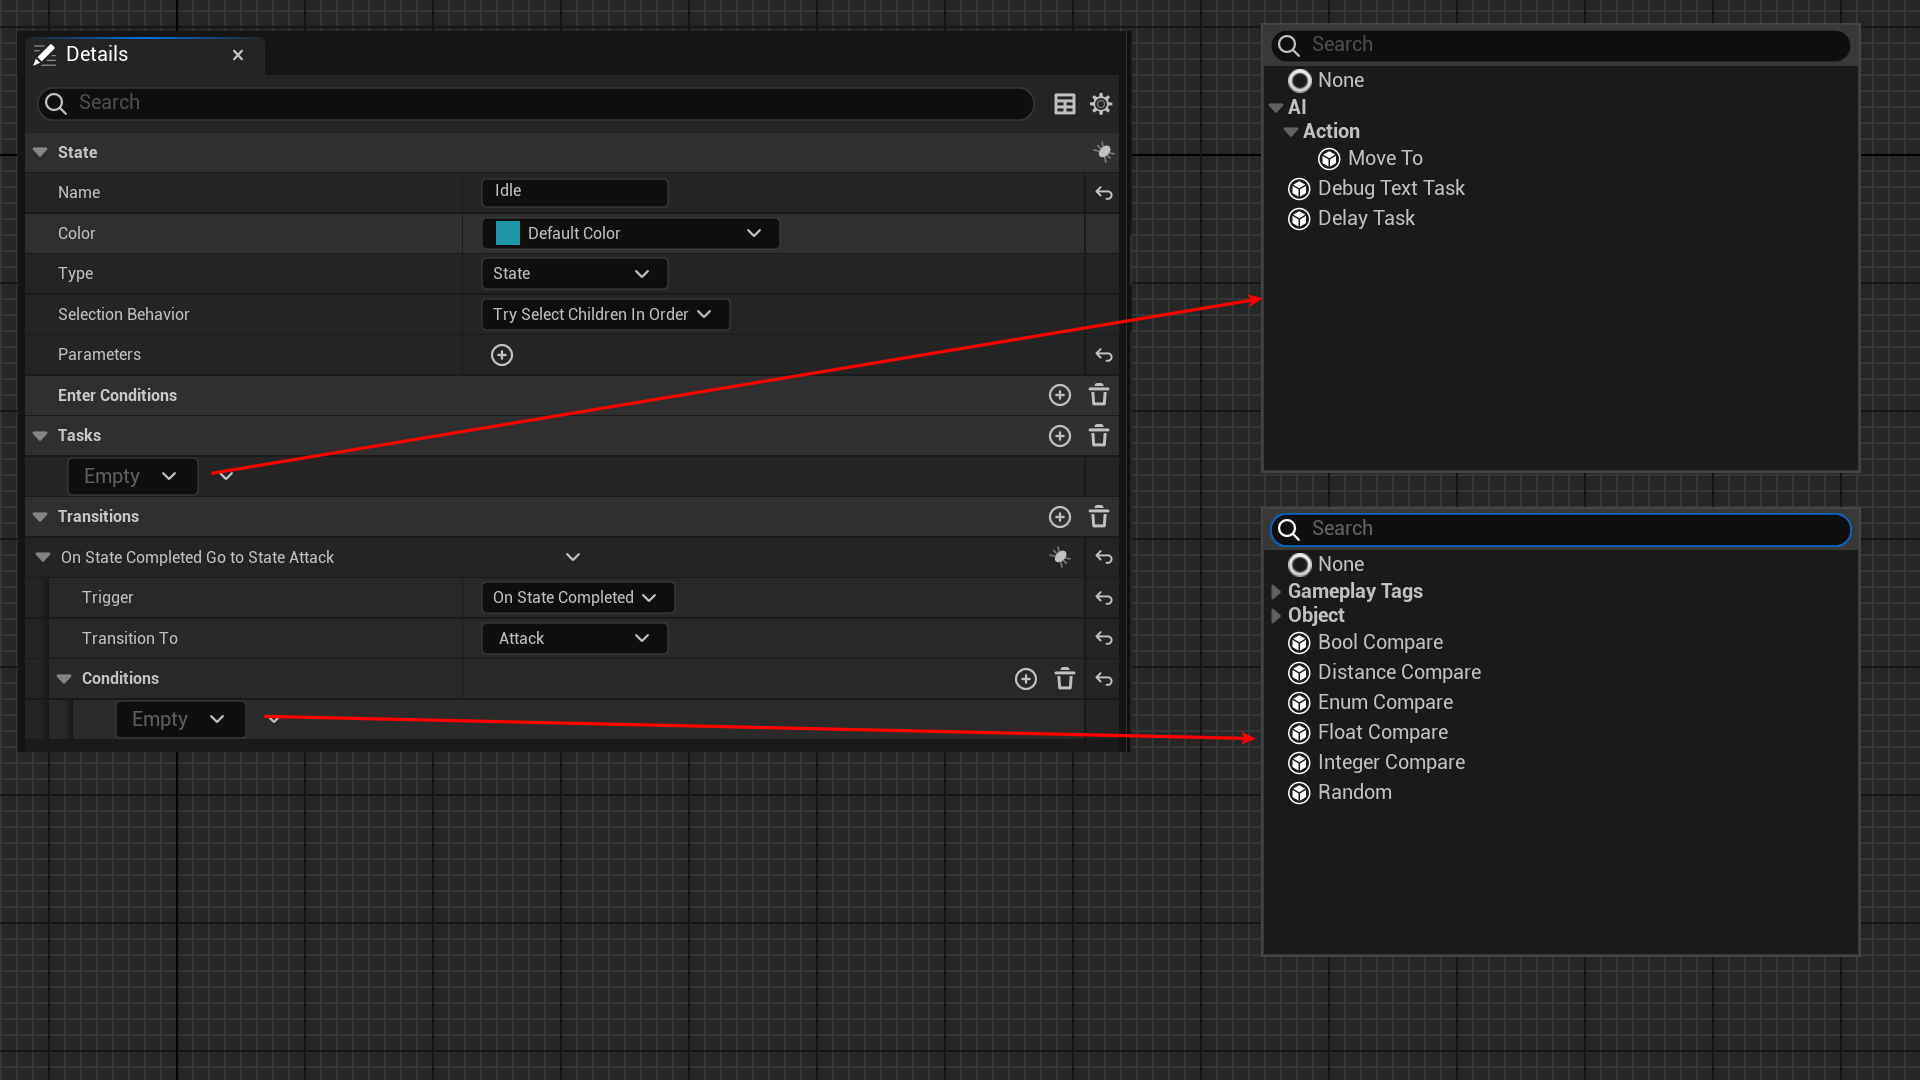 Details
Search
State
Name
Idle
Color
Default Color
Type
State
Selection Behavior
Try Select Children In Order
Parameters
Enter Conditions
Tasks
Empty
Transitions
On State Completed Go to State Attack
Trigger
On State Completed
Transition To
Attack
Conditions
Empty
Search
None
AI
Action
Move To
Debug Text Task
Delay Task
Search
None
Gameplay Tags
Object
Bool Compare
Distance Compare
Enum Compare
Float Compare
Integer Compare
Random